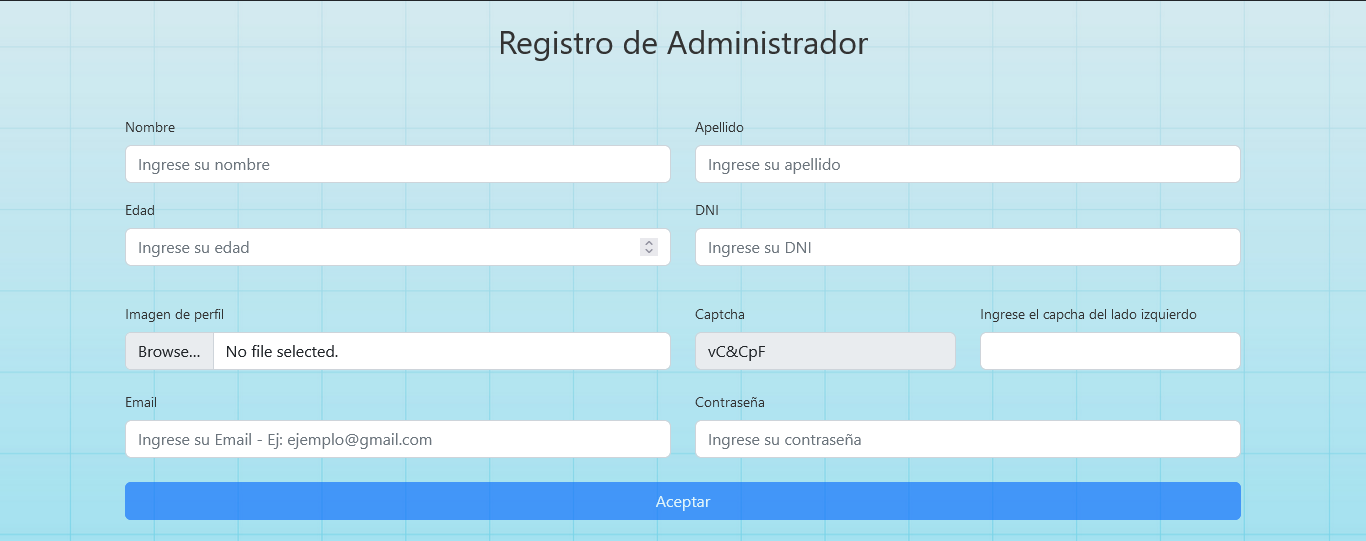 Registro de Administrador
Nombre
Apellido
Ingrese su nombre
Ingrese su apellido
Edad
DNI
Ingrese su edad
Ingrese su DNI
Imagen de perfil
Captcha
Ingrese el capcha del lado izquierdo
Browse...
No file selected.
vC&CpF
Email
Contraseña
Ingrese su Email - Ej: ejemplo@gmail.com
Ingrese su contraseña
Aceptar